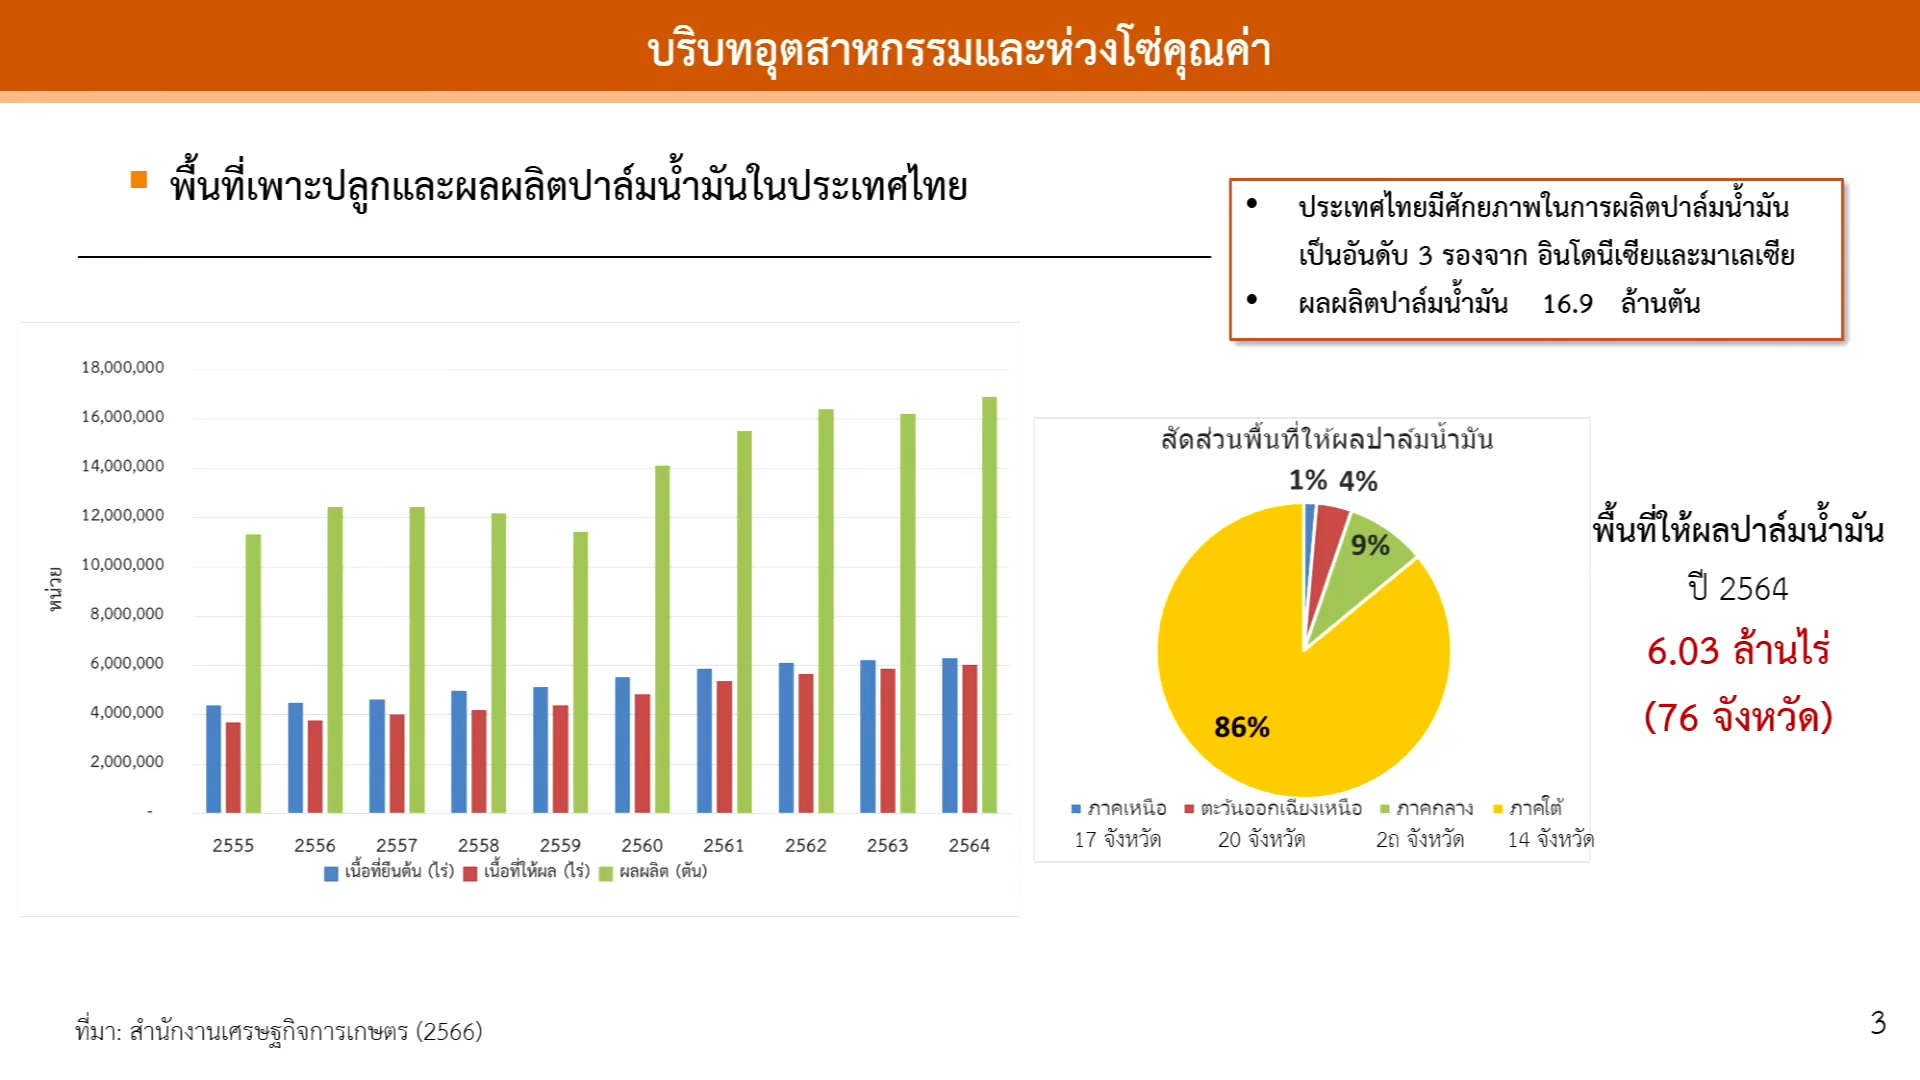 บริบทอุตสาหกรรมและห่วงโซ่คุณค่า
พื้นที่เพาะปลูกและผลผลิตปาล์มน้ำมันในประเทศไทย
• ประเทศไทยมีศักยภาพในการผลิตปาล์มน้ำมัน
เป็นอันดับ 3 รองจาก อินโดนีเซียและมาเลเซีย
• ผลผลิตปาล์มน้ำมัน 16.9 ล้านตัน
18,000,000
16,000,000
14,000,000
12,000,000
10,000,000
8,000,000
6,000,000
4,000,000
2,000,000
-
หน่วย
2555 2556 2557 2558 2559 2560 2561 2562 2563 2564
เนื้อที่ยืนต้น (ไร่) เนื้อที่ให้ผล (ไร่) ผลผลิต (ตัน)
สัดส่วนพื้นที่ให้ผลปาล์มน้ำมัน
1% 4%
9%
86%
ภาคเหนือ ตะวันออกเฉียงเหนือ ภาคกลาง ภาคใต้
17 จังหวัด 20 จังหวัด 2ถ จังหวัด 14 จังหวัด
พื้นที่ให้ผลปาล์มน้ำมัน
ปี 2564
6.03 ล้านไร่
(76 จังหวัด)
ที่มา: สำนักงานเศรษฐกิจการเกษตร (2566)
3